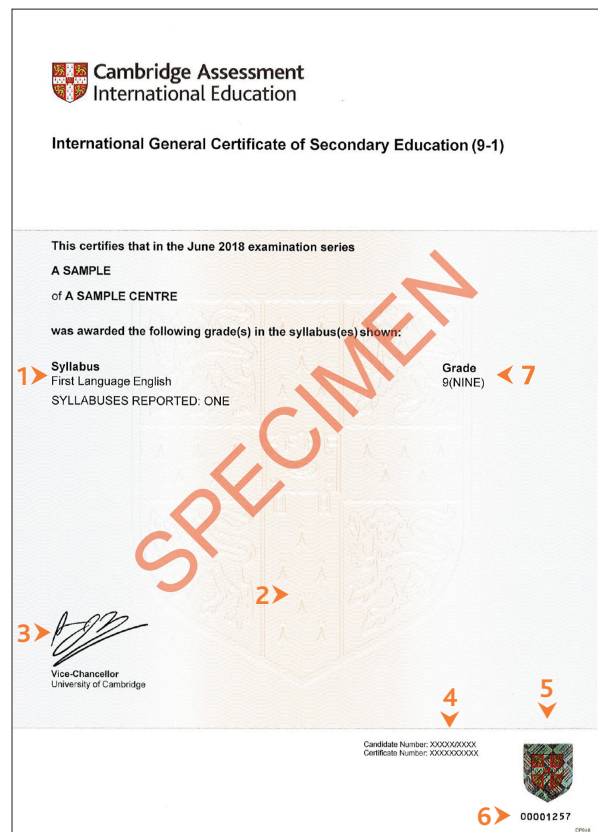 Cambridge Assessment
International Education
International General Certificate of Secondary Education (9-1)
This certifies that in the June 2018 examination series
A SAMPLE
of A SAMPLE CENTRE
was awarded the following grade(s) in the syllabus(es) shown:
Syllabus Grade
1 First Language English 9(NINE) 7
SYLLABUSES REPORTED: ONE
SPECIMEN
2
3
Vice-Chancellor
University of Cambridge
4
5
Candidate Number: XXXXX/XXXX
Certificate Number: XXXXXXXXXX
6 00001257